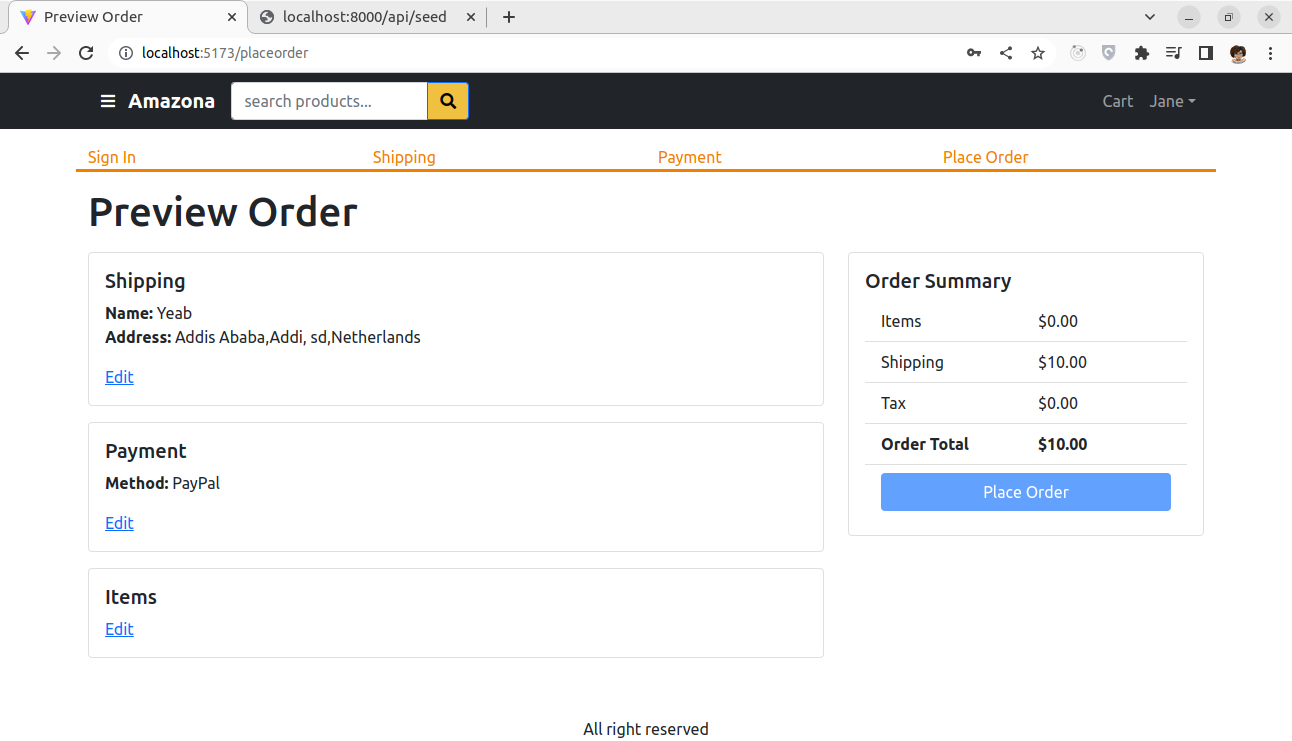 Preview Order
localhost:8000/api/seed
localhost:5173/placeorder
Amazona
search products...
Cart
Jane
Sign In
Shipping
Payment
Place Order
Preview Order
Shipping
Name: Yeab
Address: Addis Ababa,Addi, sd,Netherlands
Edit
Payment
Method: PayPal
Edit
Items
Edit
Order Summary
Items $0.00
Shipping $10.00
Tax $0.00
Order Total $10.00
Place Order
All right reserved